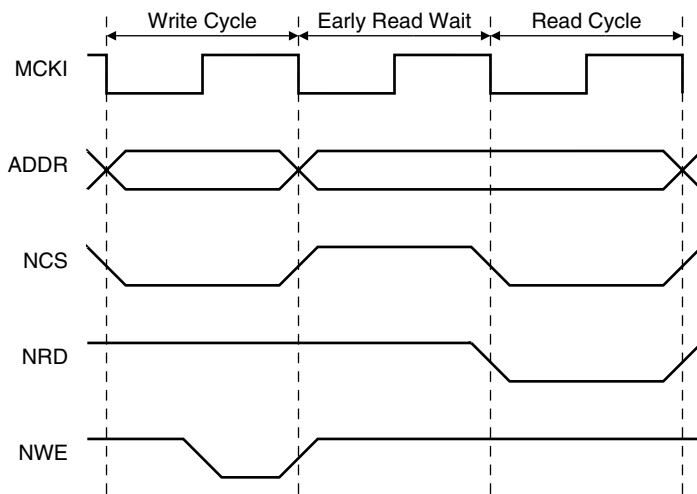 Write Cycle Early Read Wait Read Cycle
MCKI
ADDR
NCS
NRD
NWE